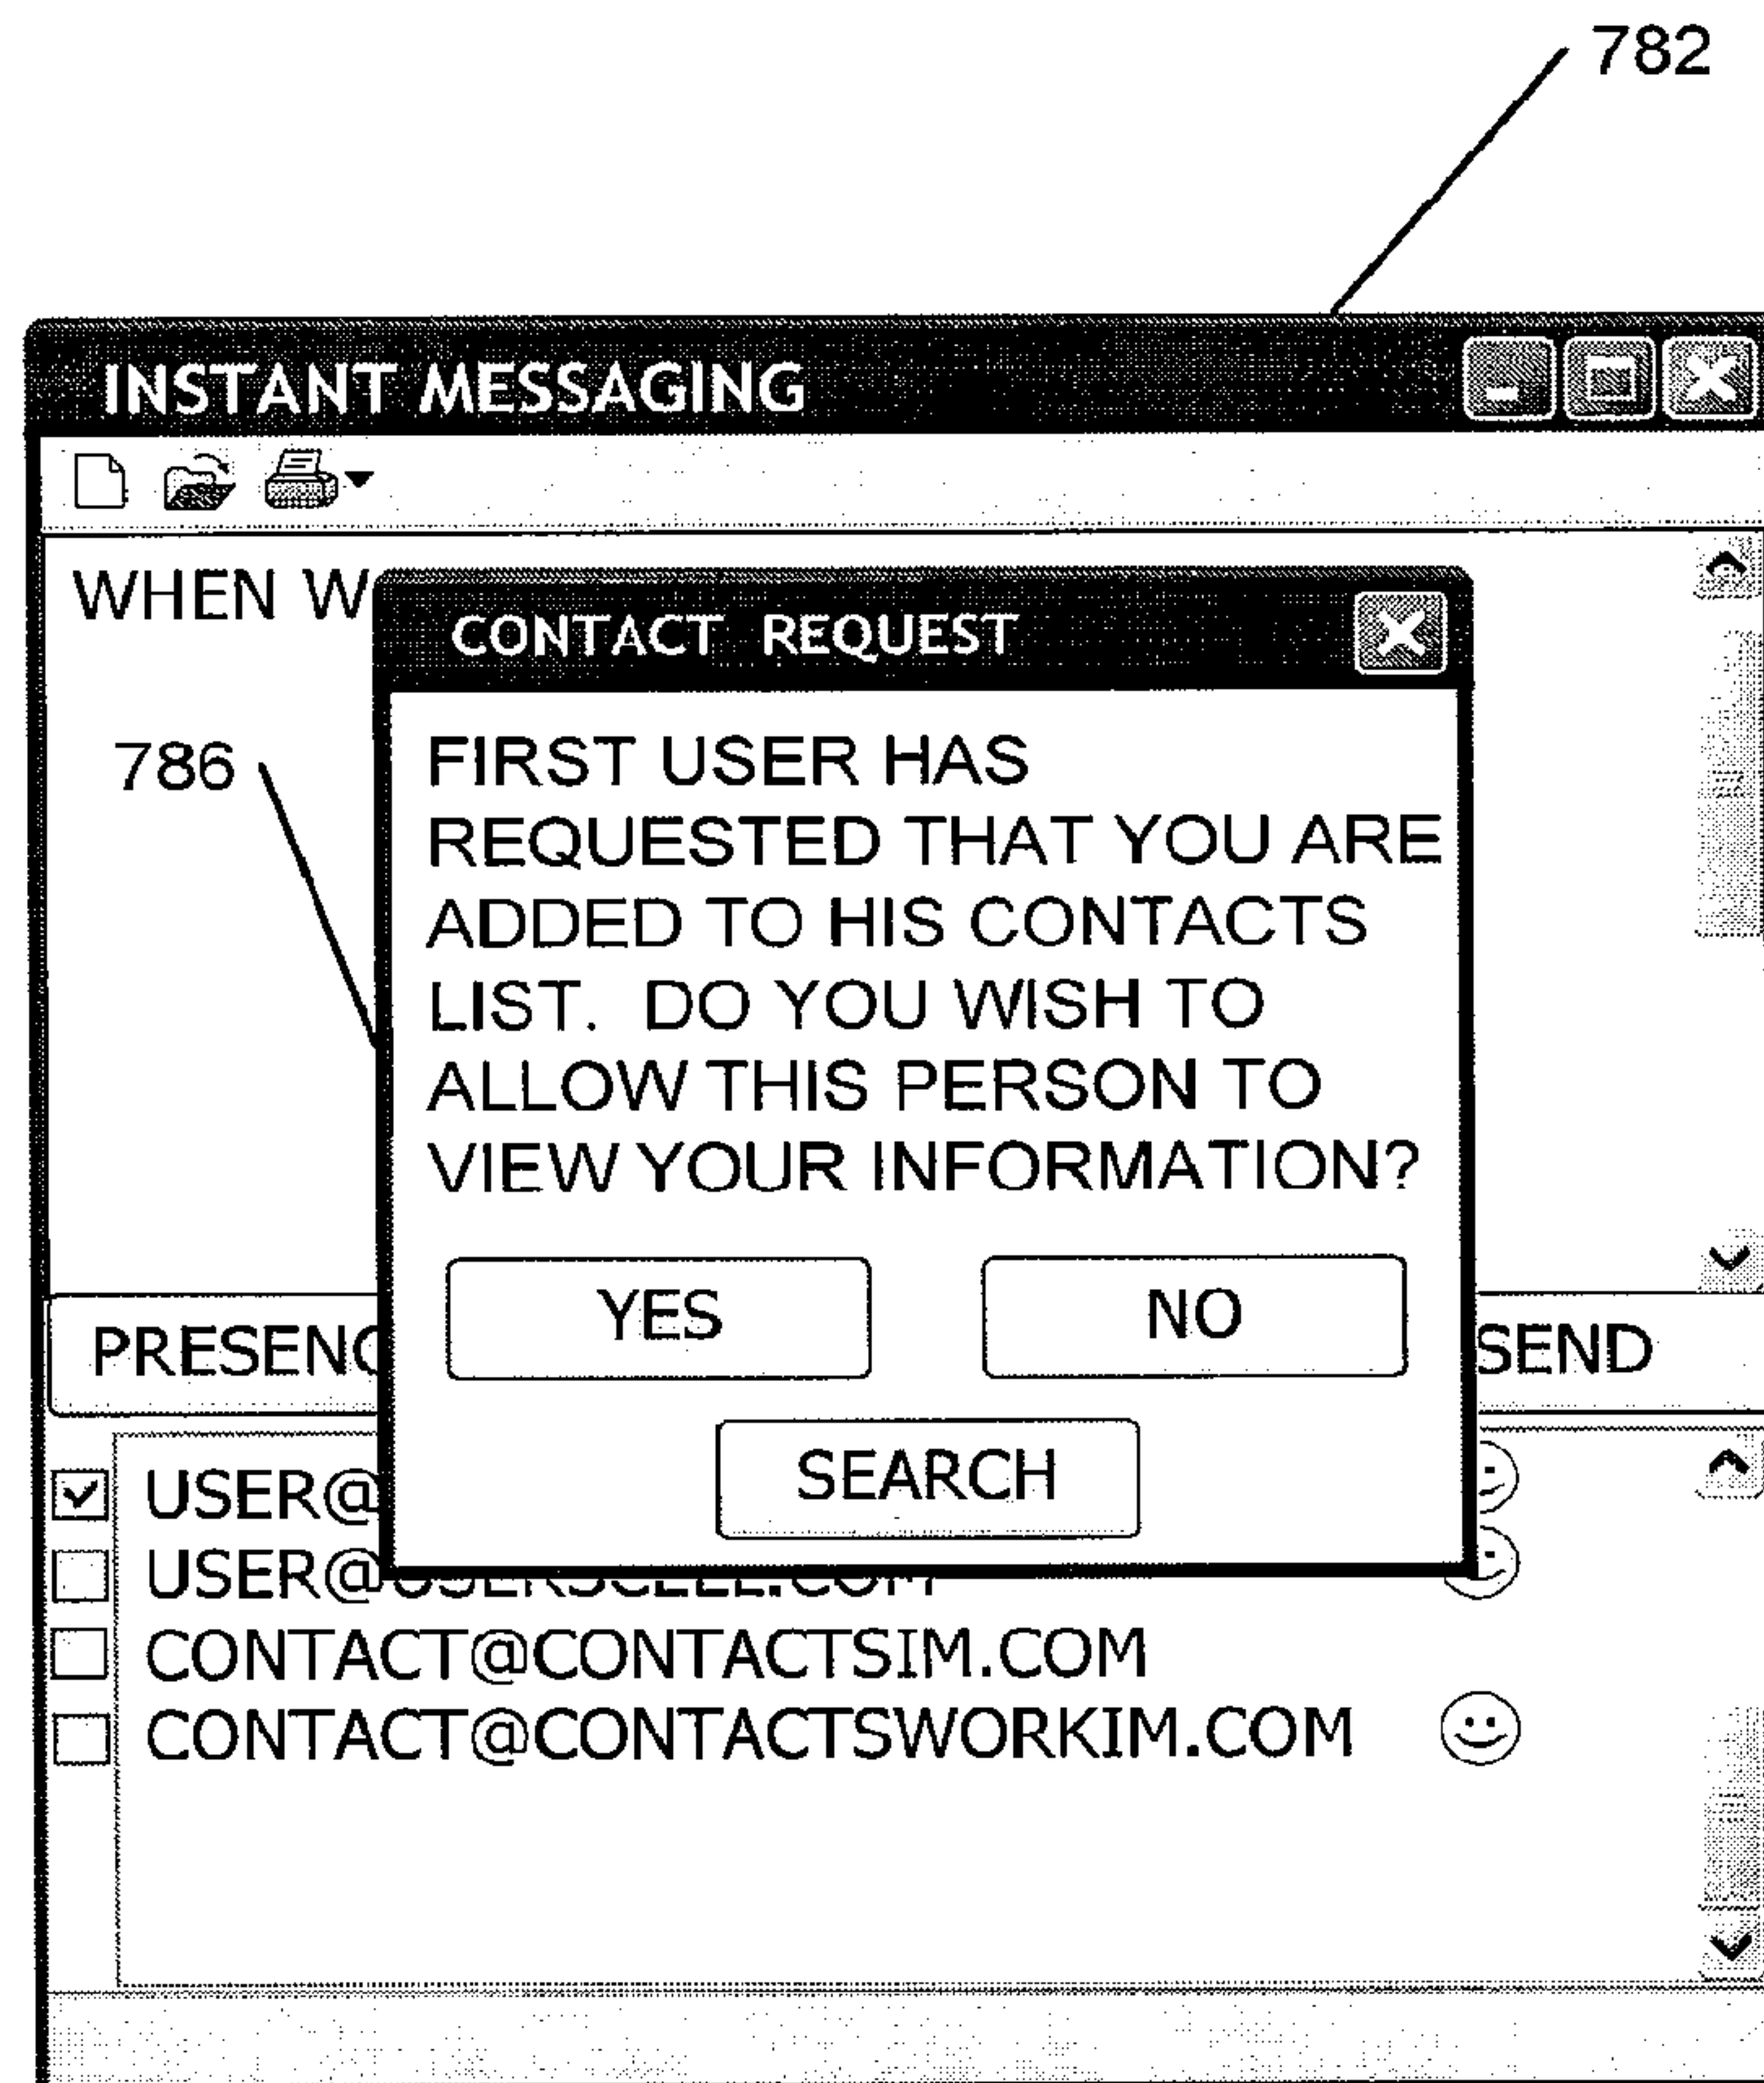 782
INSTANT MESSAGING
WHEN W
CONTACT REQUEST
786
FIRST USER HAS
REQUESTED THAT YOU ARE
ADDED TO HIS CONTACTS
LIST. DO YOU WISH TO
ALLOW THIS PERSON TO
VIEW YOUR INFORMATION?
YES NO
PRESENC SEND
SEARCH
USER@
USER@USERSCELL.COM
CONTACT@CONTACTSIM.COM
CONTACT@CONTACTSWORKIM.COM